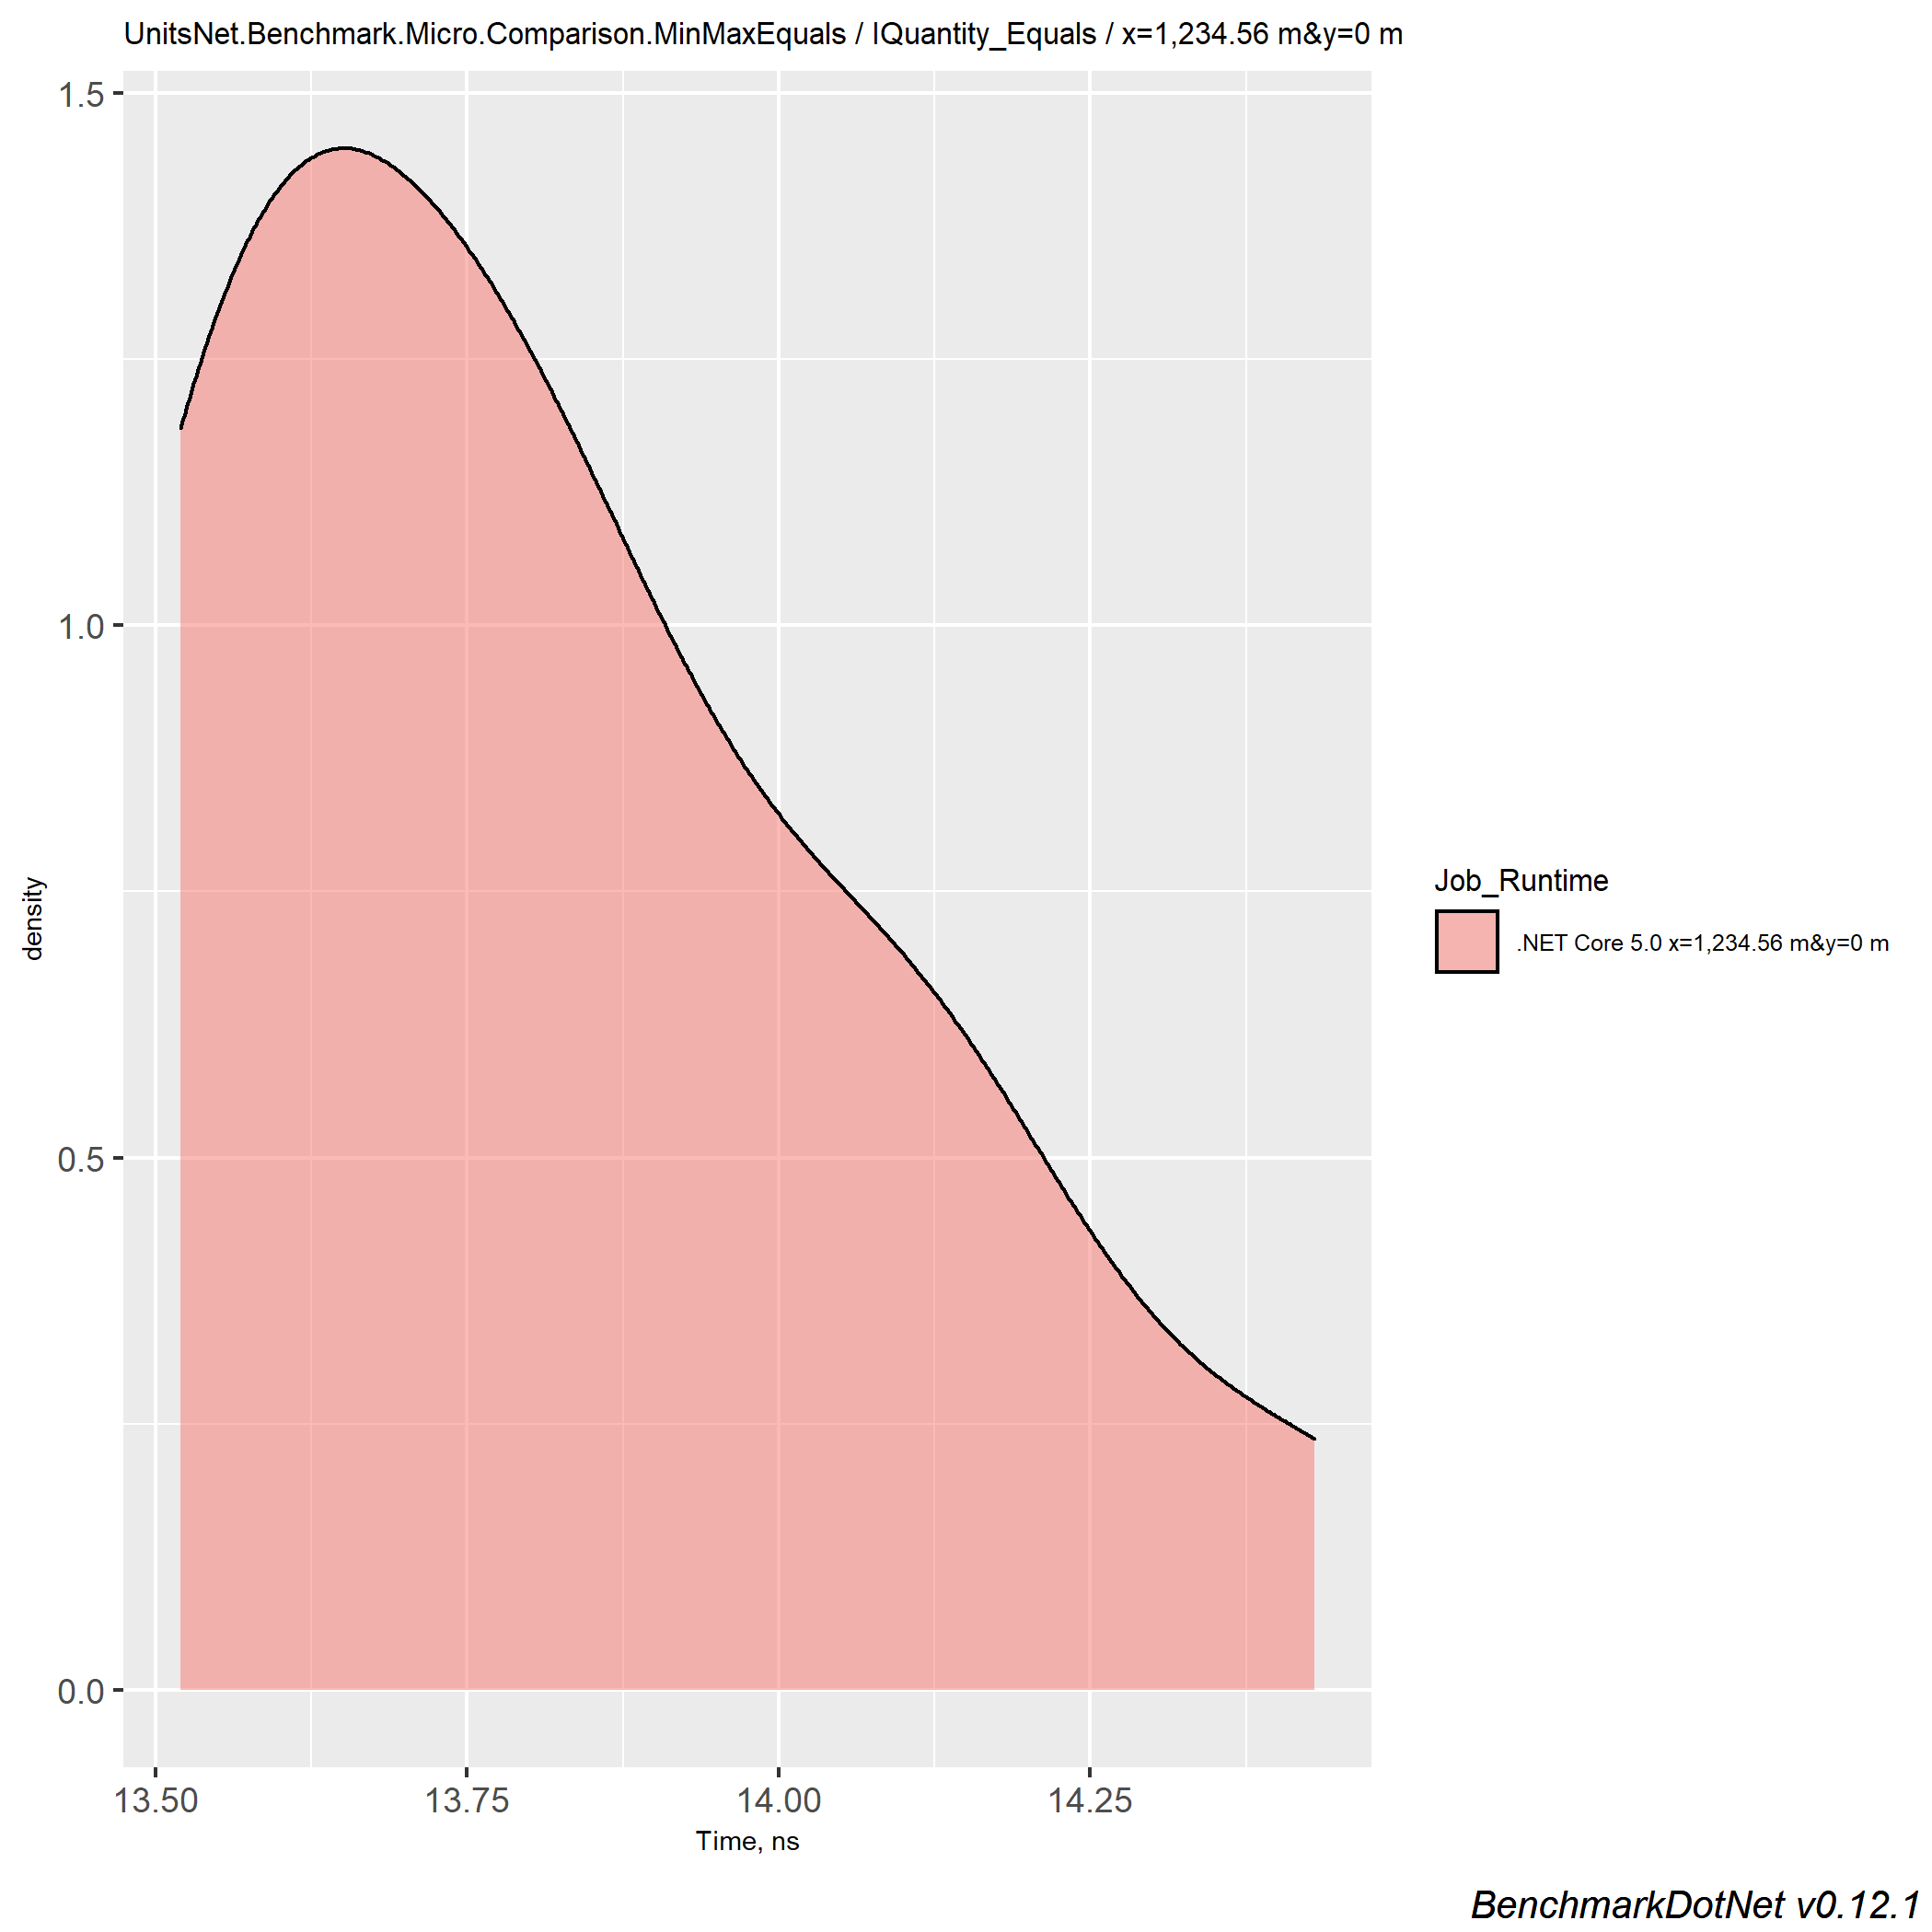 UnitsNet.Benchmark.Micro.Comparison.MinMaxEquals / IQuantity_Equals / x=1,234.56 m&y=0 m
1.5
1.0
0.5
0.0
density
13.50 13.75 14.00 14.25
Time, ns
Job_Runtime
.NET Core 5.0 x=1,234.56 m&y=0 m
BenchmarkDotNet v0.12.1